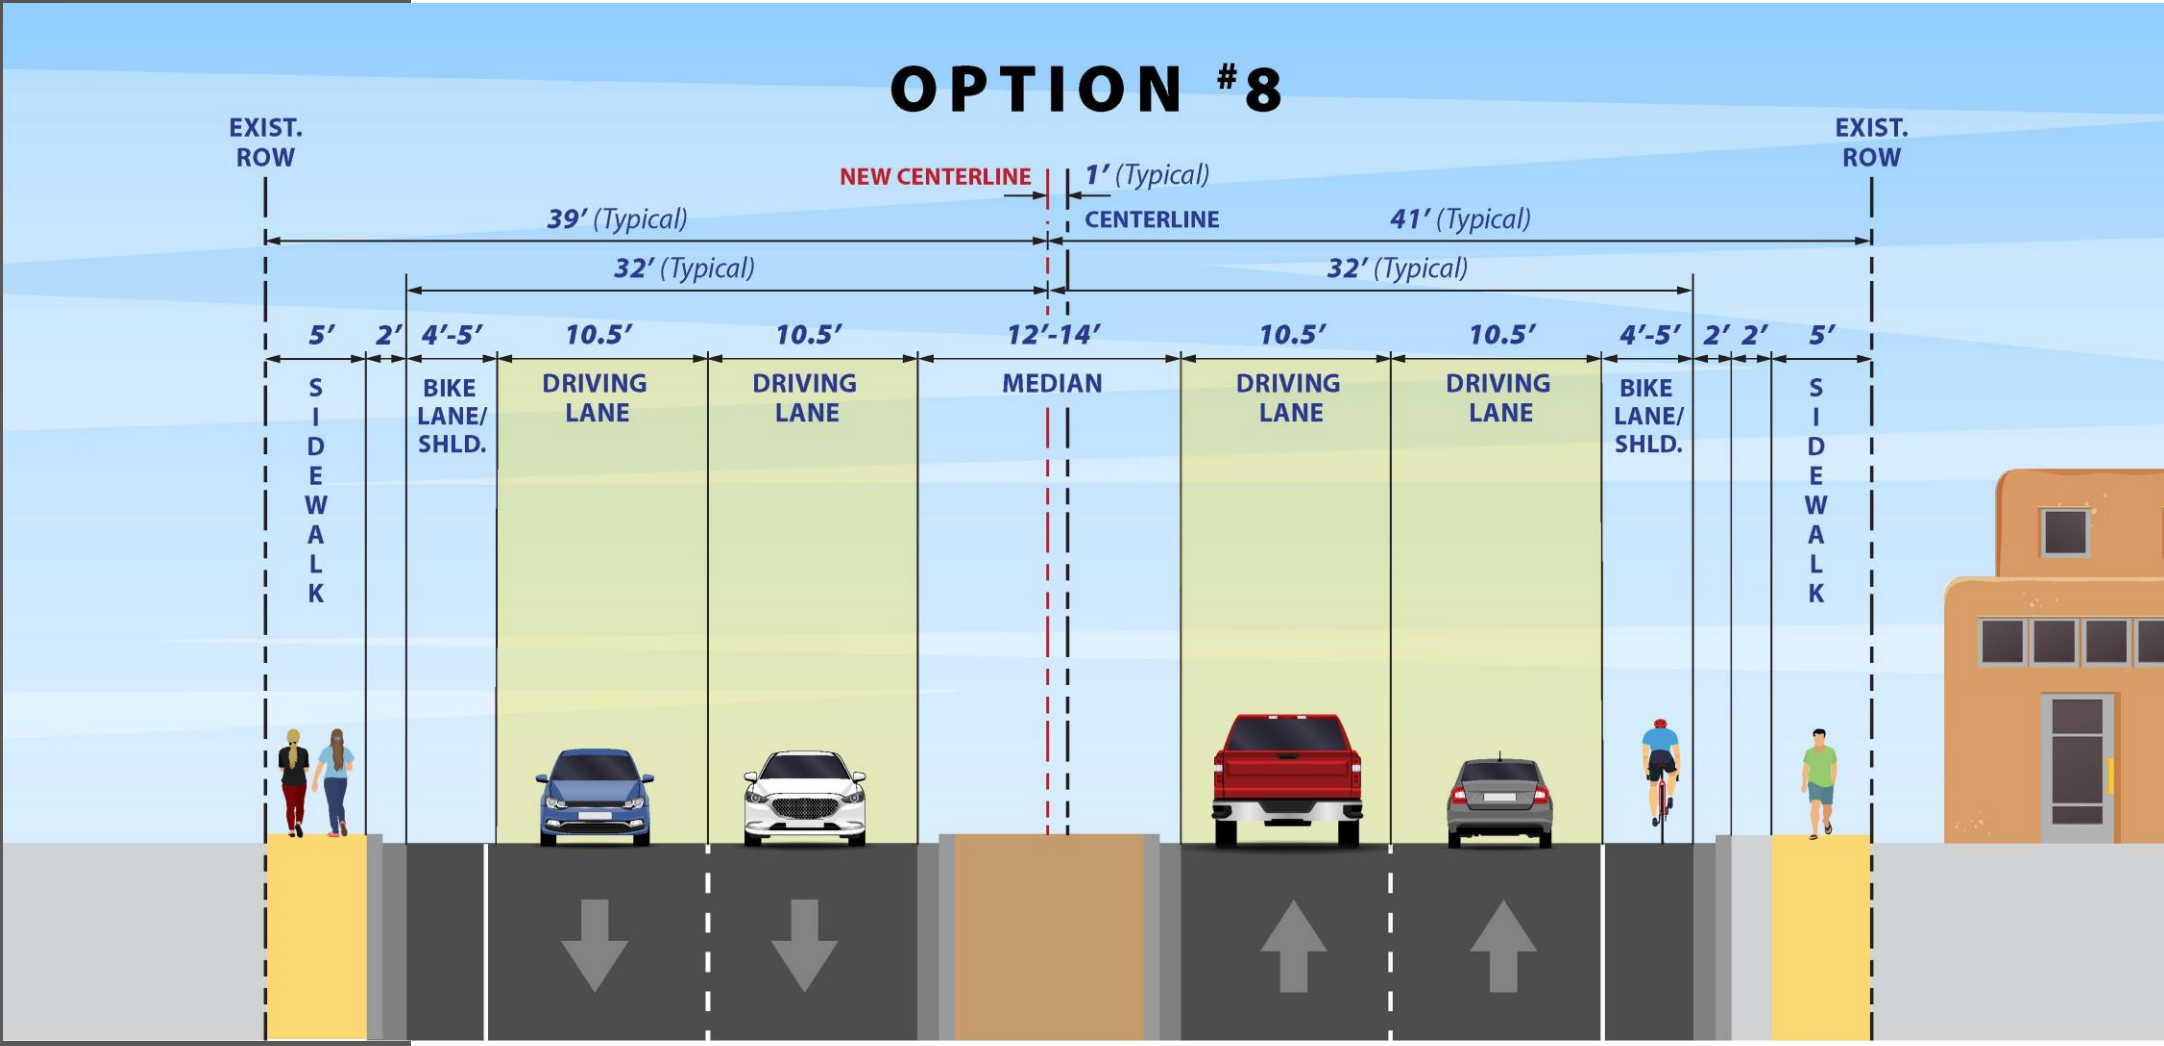 OPTION #8
EXIST.
ROW
EXIST.
ROW
NEW CENTERLINE
1′ (Typical)
39′ (Typical)
CENTERLINE
41′ (Typical)
32′ (Typical)
32′ (Typical)
5′ 2′ 4′-5′ 10.5′ 10.5′ 12′-14′ 10.5′ 10.5′ 4′-5′ 2′ 2′ 5′
SIDEWALK
BIKE
LANE/
SHLD.
DRIVING
LANE
DRIVING
LANE
MEDIAN
DRIVING
LANE
DRIVING
LANE
BIKE
LANE/
SHLD.
SIDEWALK